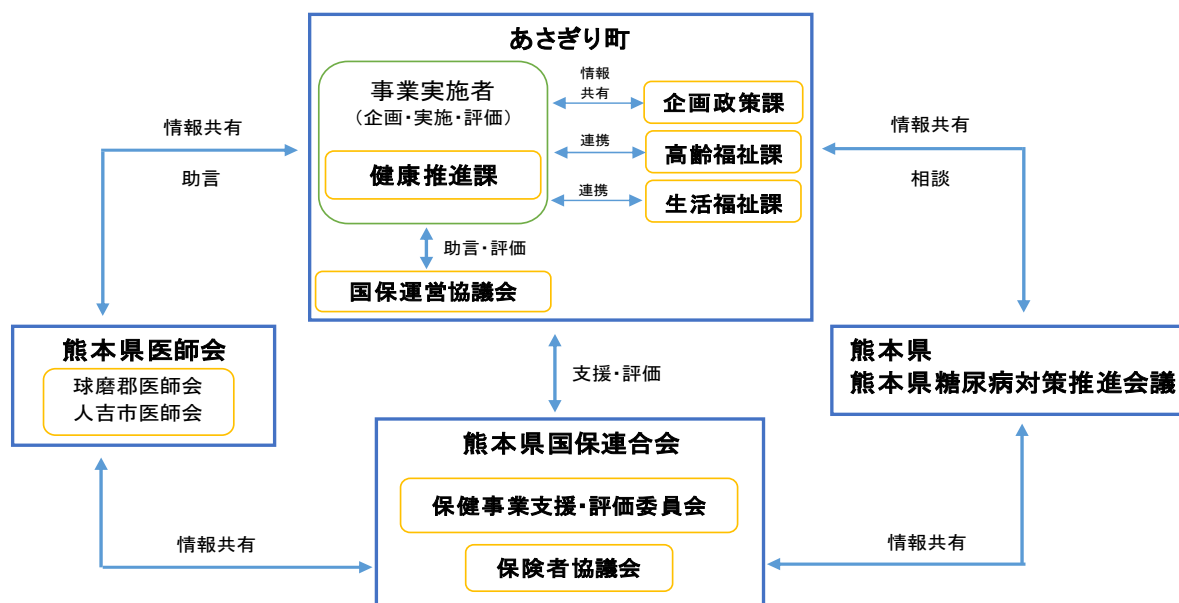 あさぎり町
事業実施者
（企画・実施・評価）
健康推進課
情報
共有
企画政策課
連携
高齢福祉課
連携
生活福祉課
助言・評価
国保運営協議会
情報共有
助言
情報共有
相談
熊本県医師会
球磨郡医師会
人吉市医師会
支援・評価
熊本県
熊本県糖尿病対策推進会議
熊本県国保連合会
保健事業支援・評価委員会
保険者協議会
情報共有
情報共有